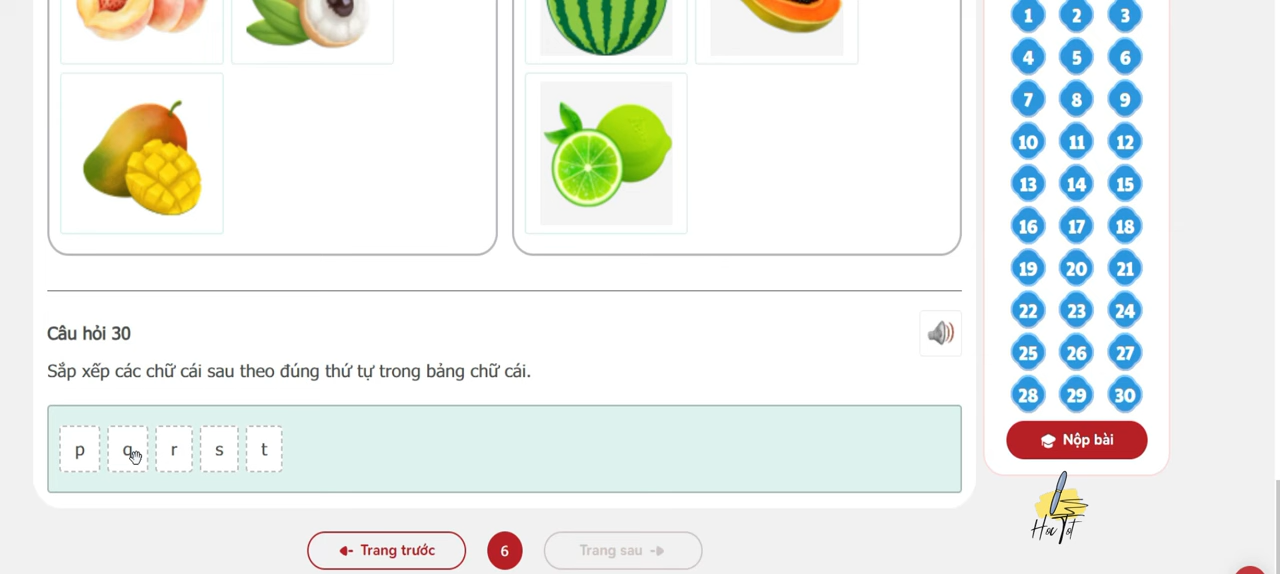 1 2 3
4 5 6
7 8 9
10 11 12
13 14 15
16 17 18
19 20 21
22 23 24
25 26 27
28 29 30
Nộp bài
Câu hỏi 30
Sắp xếp các chữ cái sau theo đúng thứ tự trong bảng chữ cái.
p q r s t
Trang trước 6 Trang sau
HọcTốt